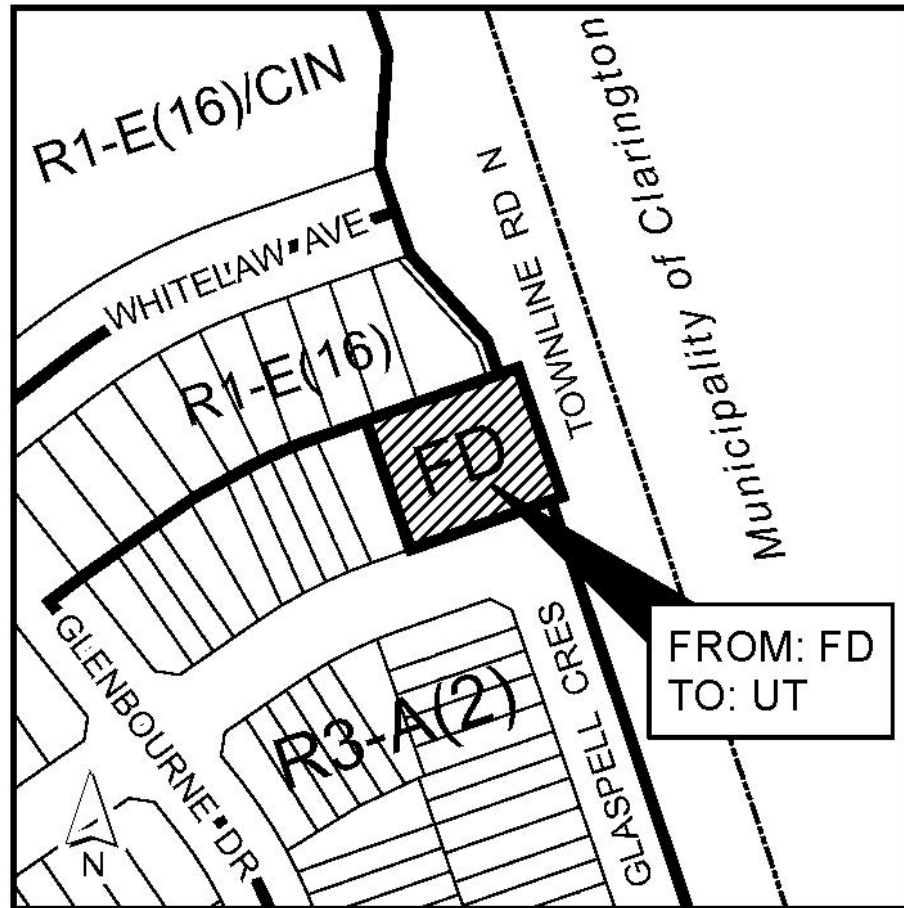 R1-E(16)/CIN
Municipality of Clarington
TOWNLINE RD N
WHITELAW AVE
R1-E(16)
FD
FROM: FD
TO: UT
GLENBOURNE DR
R3-A(2)
GLASPELL CRES
N